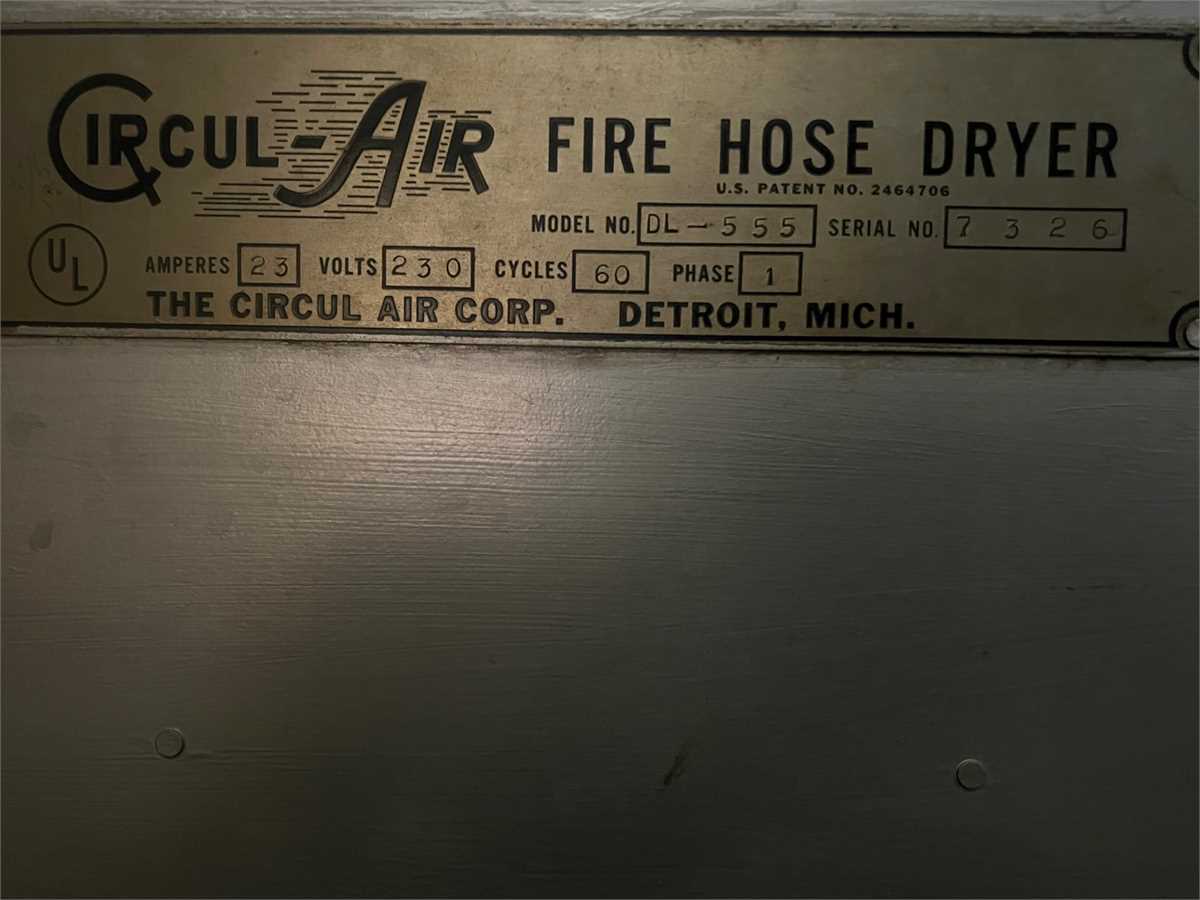 CIRCUL-AIR FIRE HOSE DRYER
U.S. PATENT NO. 2464706
MODEL NO. DL-555 SERIAL NO. 7326
UL AMPERES 23 VOLTS 230 CYCLES 60 PHASE 1
THE CIRCUL AIR CORP. DETROIT, MICH.